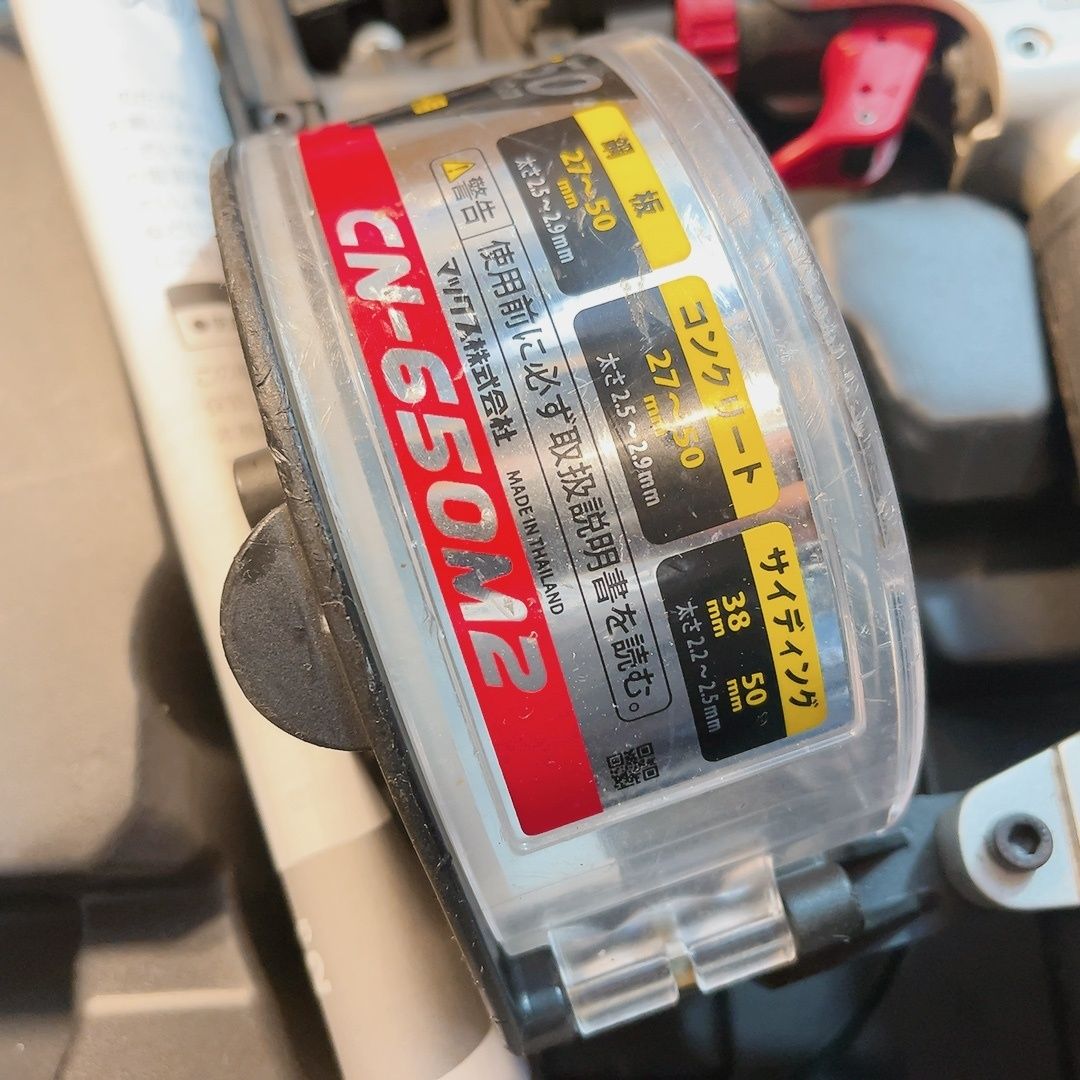 CN-650M2
マックス株式会社
MADE IN THAILAND
警告
使用前に必ず取扱説明書を読む。
鋼板
27～50
mm
太さ2.5～2.9mm
コンクリート
27～50
mm
太さ2.5～2.9mm
サイディング
38 50
mm mm
太さ2.2～2.5mm